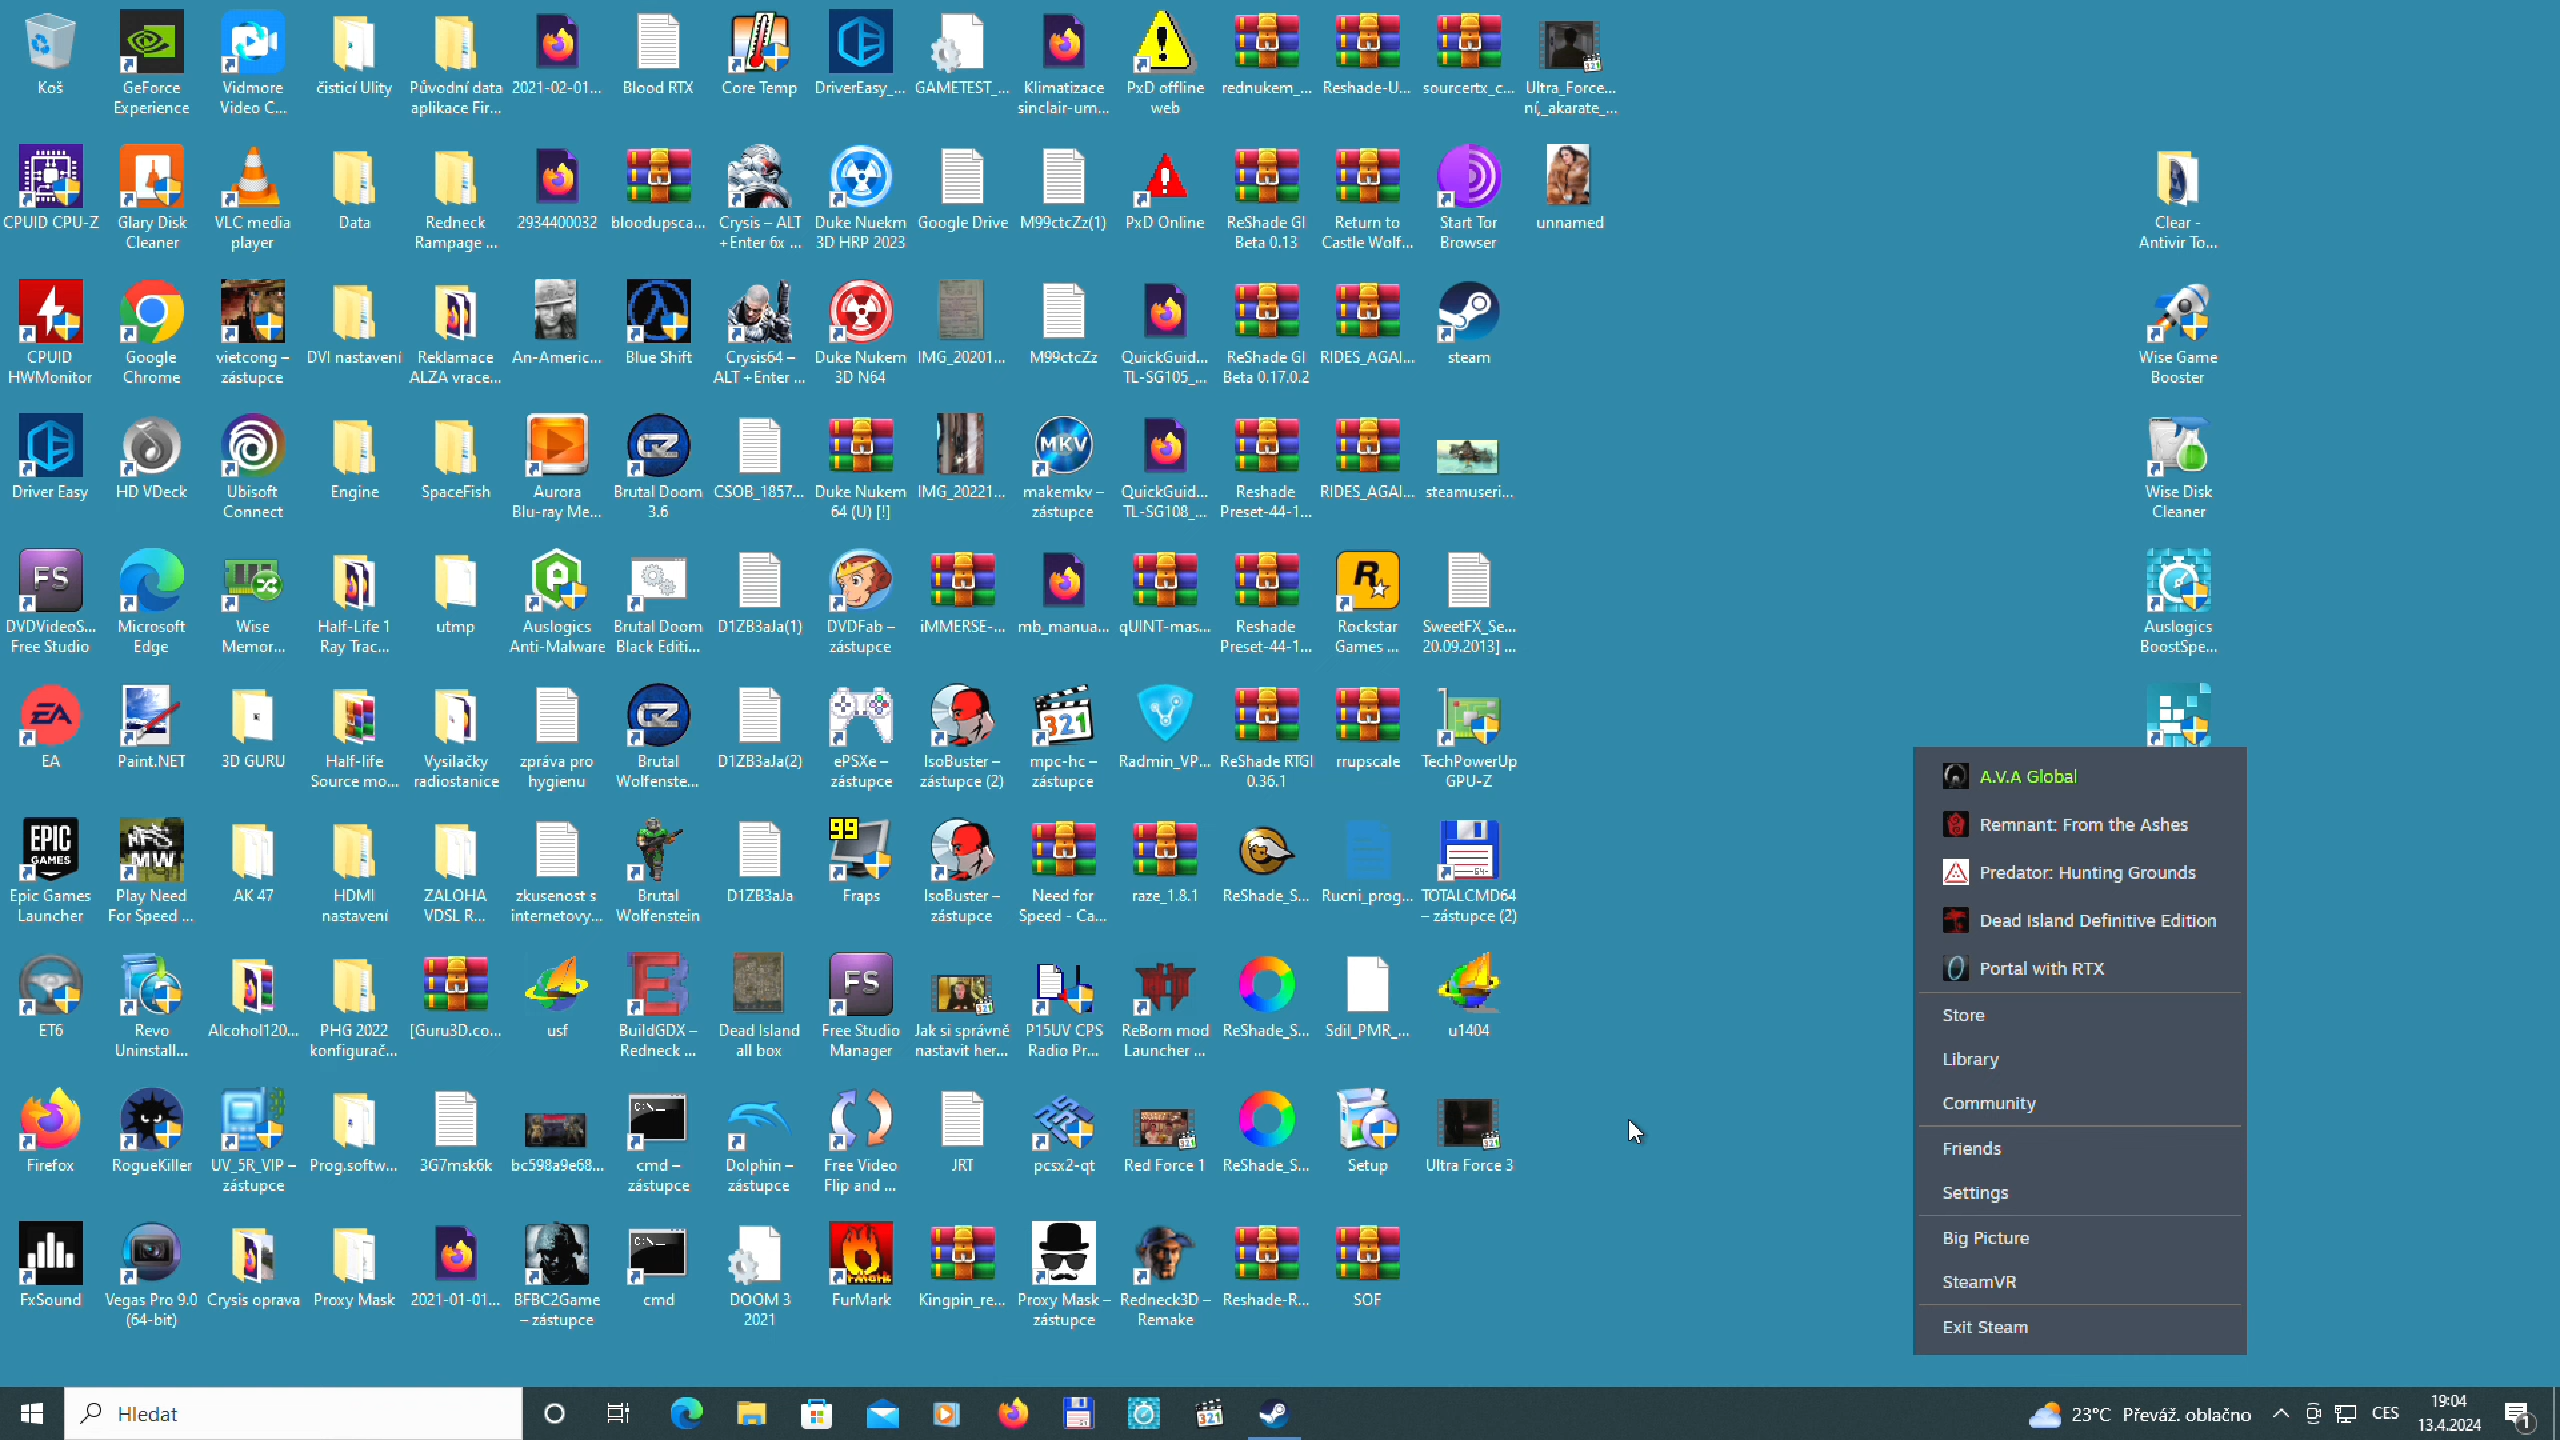 Koš
GeForce
Experience
Vidmore
Video C...
čisticí Ulity
Původní data
aplikace Fir...
2021-02-01...
Blood RTX
Core Temp
DriverEasy_...
GAMETEST_...
Klimatizace
sinclair-um...
PxD offline
web
rednukem_...
Reshade-U...
sourcertx_c...
Ultra_Force...
ní,_akarate_...
CPUID CPU-Z
Glary Disk
Cleaner
VLC media
player
Data
Redneck
Rampage ...
2934400032
bloodupsca...
Crysis – ALT
+Enter 6x ...
Duke Nuekm
3D HRP 2023
Google Drive
M99ctcZz(1)
PxD Online
ReShade GI
Beta 0.13
Return to
Castle Wolf...
Start Tor
Browser
unnamed
Clear -
Antivir To...
CPUID
HWMonitor
Google
Chrome
vietcong –
zástupce
DVI nastavení
Reklamace
ALZA vrace...
An-Americ...
Blue Shift
Crysis64 –
ALT +Enter ...
Duke Nukem
3D N64
IMG_20201...
M99ctcZz
QuickGuid...
TL-SG105_...
ReShade GI
Beta 0.17.0.2
RIDES_AGAI...
steam
Wise Game
Booster
Driver Easy
HD VDeck
Ubisoft
Connect
Engine
SpaceFish
Aurora
Blu-ray Me...
Brutal Doom
3.6
CSOB_1857...
Duke Nukem
64 (U) [!]
IMG_20221...
MKV
makemkv –
zástupce
QuickGuid...
TL-SG108_...
Reshade
Preset-44-1...
RIDES_AGAI...
steamuseri...
Wise Disk
Cleaner
FS
DVDVideoS...
Free Studio
Microsoft
Edge
Wise
Memor...
Half-Life 1
Ray Trac...
utmp
Auslogics
Anti-Malware
Brutal Doom
Black Editi...
D1ZB3aJa(1)
DVDFab –
zástupce
iMMERSE-...
mb_manua...
qUINT-mas...
Reshade
Preset-44-1...
R
Rockstar
Games ...
SweetFX_Se...
20.09.2013] ...
Auslogics
BoostSpe...
EA
EA
Paint.NET
3D GURU
Half-life
Source mo...
Vysílačky
radiostanice
zpráva pro
hygienu
Brutal
Wolfenste...
D1ZB3aJa(2)
ePSXe –
zástupce
IsoBuster –
zástupce (2)
321
mpc-hc –
zástupce
Radmin_VP...
ReShade RTGI
0.36.1
rrupscale
TechPowerUp
GPU-Z
EPIC
GAMES
Epic Games
Launcher
NFS
MW
Play Need
For Speed ...
AK 47
HDMI
nastavení
ZALOHA
VDSL R...
zkusenost s
internetovy...
Brutal
Wolfenstein
D1ZB3aJa
99
Fraps
IsoBuster –
zástupce
Need for
Speed - Ca...
raze_1.8.1
ReShade_S...
Rucni_prog...
64
TOTALCMD64
– zástupce (2)
ET6
Revo
Uninstall...
Alcohol120...
PHG 2022
konfigurač...
[Guru3D.co...
usf
BuildGDX –
Redneck ...
Dead Island
all box
FS
Free Studio
Manager
Jak si správně
nastavit her...
P15UV CPS
Radio Pr...
ReBorn mod
Launcher ...
ReShade_S...
Sdil_PMR_...
u1404
Firefox
RogueKiller
UV_5R_VIP –
zástupce
Prog.softw...
3G7msk6k
bc598a9e68...
cmd –
zástupce
Dolphin –
zástupce
Free Video
Flip and ...
JRT
pcsx2-qt
Red Force 1
ReShade_S...
Setup
Ultra Force 3
FxSound
Vegas Pro 9.0
(64-bit)
Crysis oprava
Proxy Mask
2021-01-01...
BFBC2Game
– zástupce
cmd
DOOM 3
2021
FurMark
Kingpin_re...
Proxy Mask –
zástupce
Redneck3D –
Remake
Reshade-R...
SOF
A.V.A Global
Remnant: From the Ashes
Predator: Hunting Grounds
Dead Island Definitive Edition
Portal with RTX
Store
Library
Community
Friends
Settings
Big Picture
SteamVR
Exit Steam
Hledat
321
23°C Převáž. oblačno
CES
19:04
13.4.2024
1